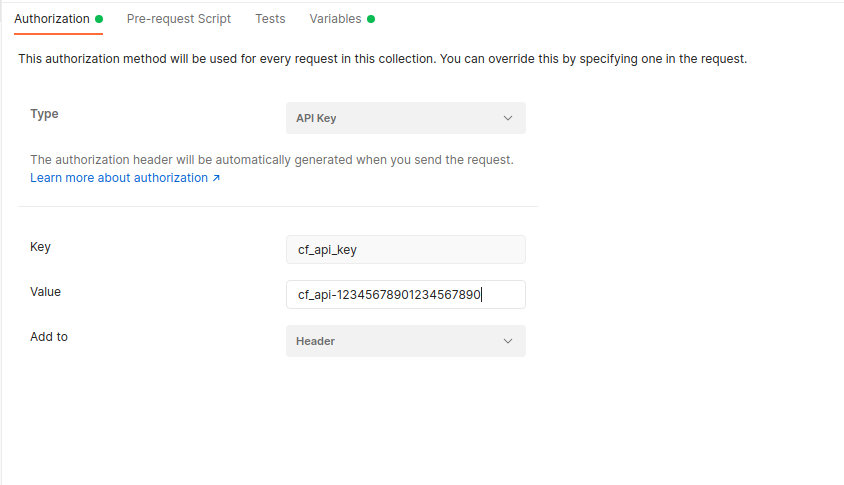 Authorization Pre-request Script Tests Variables
This authorization method will be used for every request in this collection. You can override this by specifying one in the request.
Type API Key
The authorization header will be automatically generated when you send the request.
Learn more about authorization ↗
Key cf_api_key
Value cf_api-12345678901234567890
Add to Header